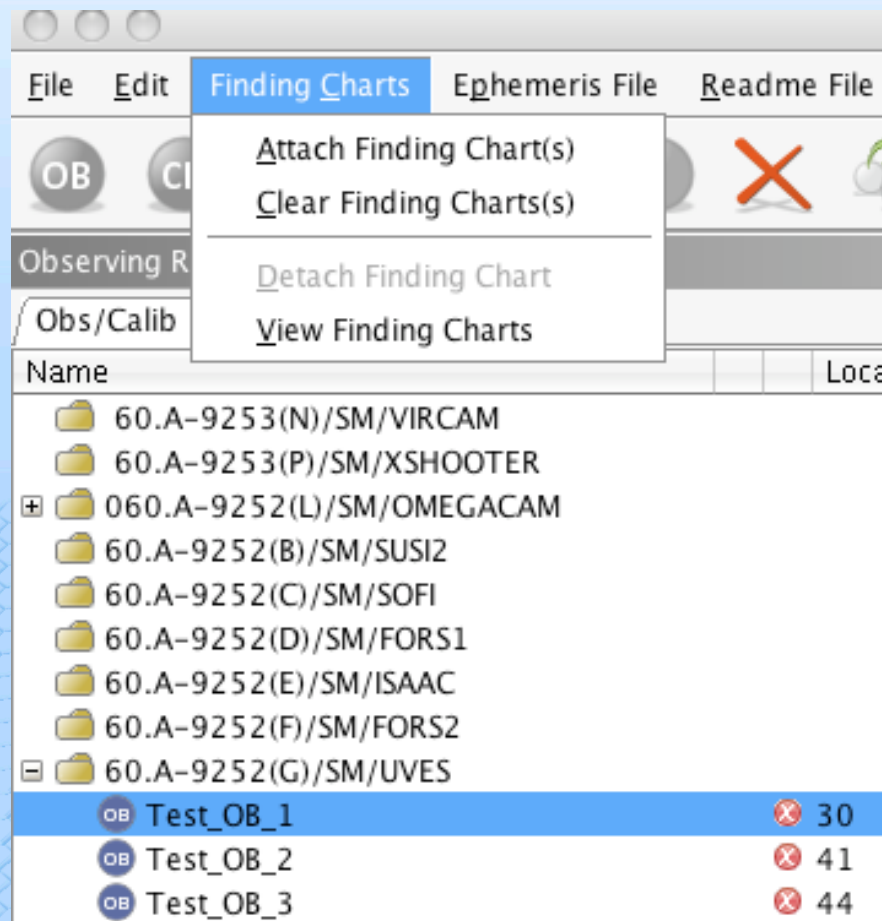 File Edit Finding Charts Ephemeris File Readme File
Attach Finding Chart(s)
OB
Clear Finding Charts(s)
Observing
Detach Finding Chart
Obs/Calib
View Finding Charts
Name
60.A-9253(N)/SM/VIRCAM
60.A-9253(P)/SM/XSHOOTER
060.A-9252(L)/SM/OMEGACAM
60.A-9252(B)/SM/SUSI2
60.A-9252(C)/SM/SOFI
60.A-9252(D)/SM/FORS1
60.A-9252(E)/SM/ISAAC
60.A-9252(F)/SM/FORS2
60.A-9252(G)/SM/UVES
OB Test_OB_1 30
OB Test_OB_2 41
OB Test_OB_3 44